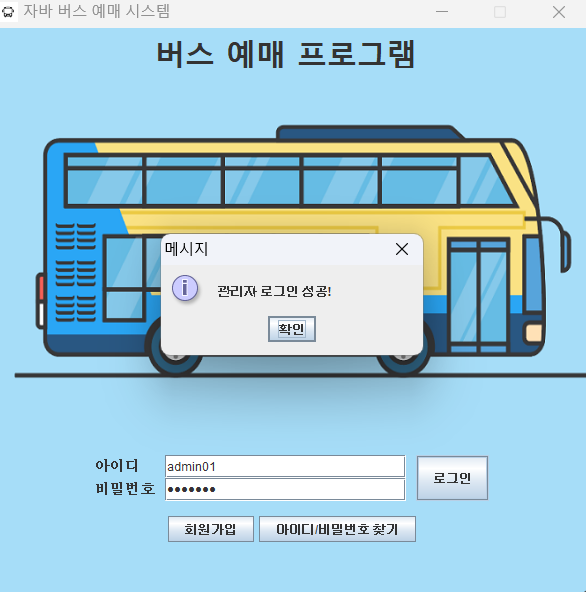 자바 버스 예매 시스템
버스 예매 프로그램
메시지
관리자 로그인 성공!
확인
아이디 admin01
로그인
비밀번호 •••••••
회원가입 아이디/비밀번호 찾기